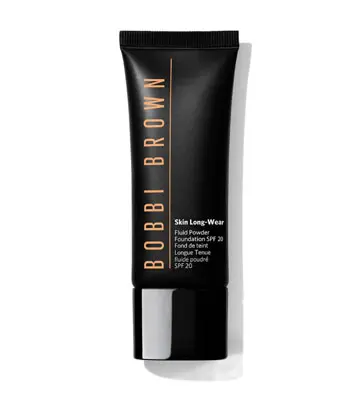 BOBBI BROWN
Skin Long-Wear
Fluid Powder
Foundation SPF 20
Fond de teint
Longue Tenue
fluide poudré
SPF 20